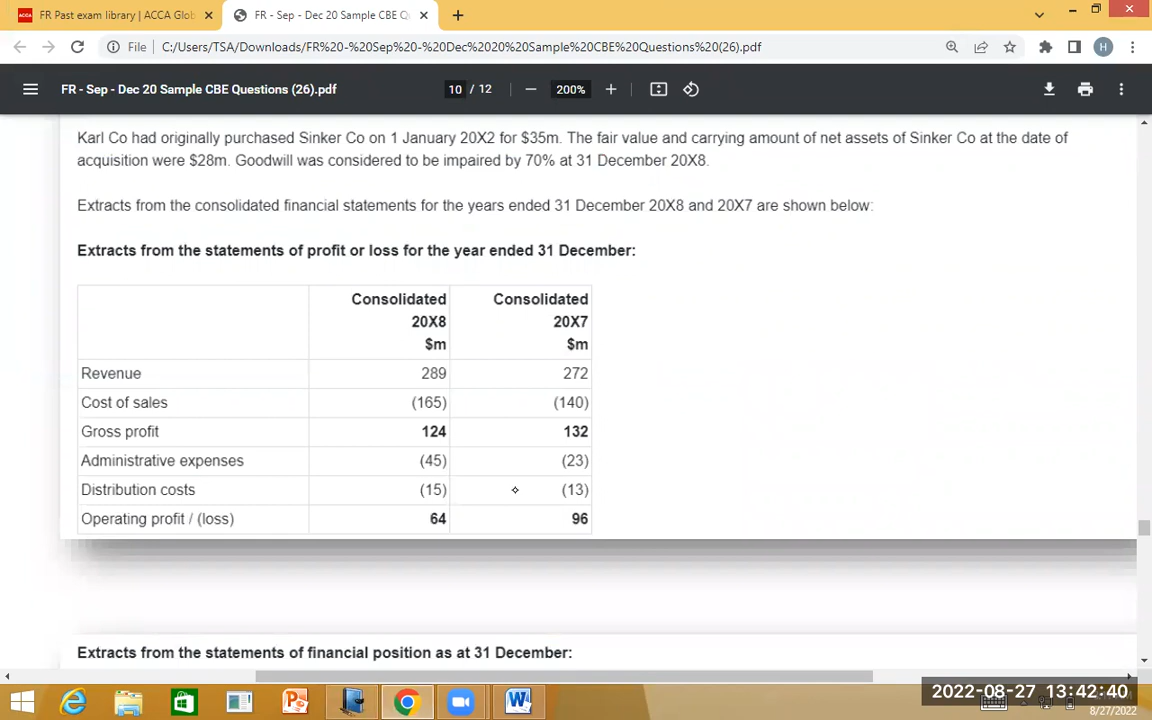 FR Past exam library | ACCA Glob
FR - Sep - Dec 20 Sample CBE Q
File C:/Users/TSA/Downloads/FR%20-%20Sep%20-%20Dec%2020%20Sample%20CBE%20Questions%20(26).pdf
H
FR - Sep - Dec 20 Sample CBE Questions (26).pdf
10 / 12
200%
Karl Co had originally purchased Sinker Co on 1 January 20X2 for $35m. The fair value and carrying amount of net assets of Sinker Co at the date of
acquisition were $28m. Goodwill was considered to be impaired by 70% at 31 December 20X8.
Extracts from the consolidated financial statements for the years ended 31 December 20X8 and 20X7 are shown below:
Extracts from the statements of profit or loss for the year ended 31 December:
Consolidated Consolidated
20X8 20X7
$m $m
Revenue 289 272
Cost of sales (165) (140)
Gross profit 124 132
Administrative expenses (45) (23)
Distribution costs (15) (13)
Operating profit / (loss) 64 96
Extracts from the statements of financial position as at 31 December:
2022-08-27 13:42:40
8/27/2022